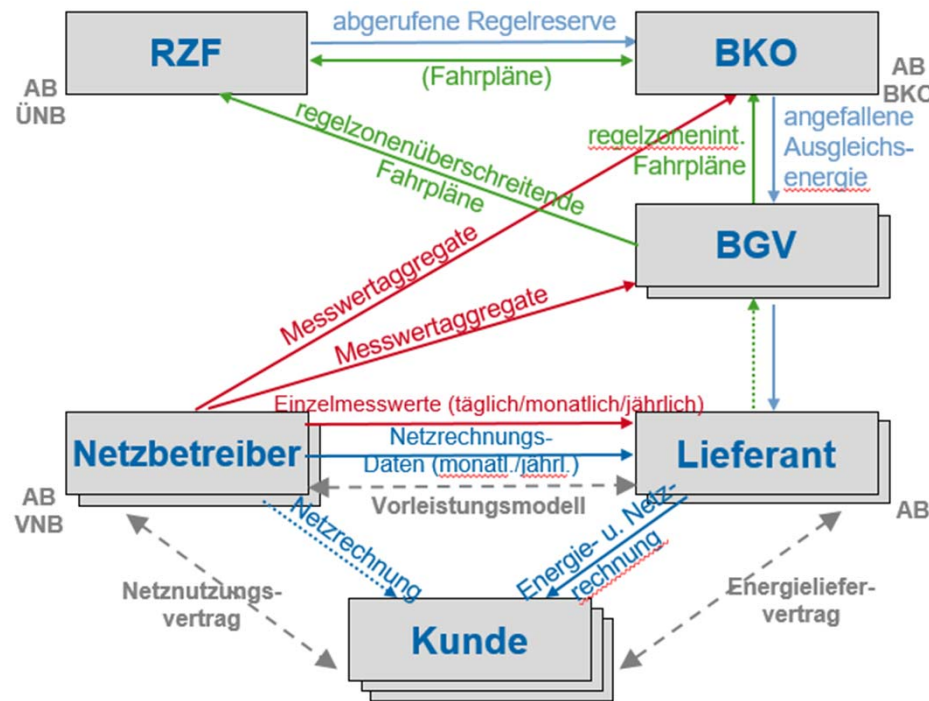 abgerufene Regelreserve
RZF
BKO
(Fahrpläne)
AB
ÜNB
AB
BKO
regelzonenüberschreitende
Fahrpläne
regelzonenint.
Fahrpläne
angefallene
Ausgleichs-
energie
BGV
Messwertaggregate
Messwertaggregate
Einzelmesswerte (täglich/monatlich/jährlich)
Netzbetreiber
Netzrechnungs-
Daten (monatl./jährl.)
Lieferant
Vorleistungsmodell
AB
VNB
AB
Netzrechnung
Energie- u. Netz-
rechnung
Netznutzungs-
vertrag
Energieliefer-
vertrag
Kunde